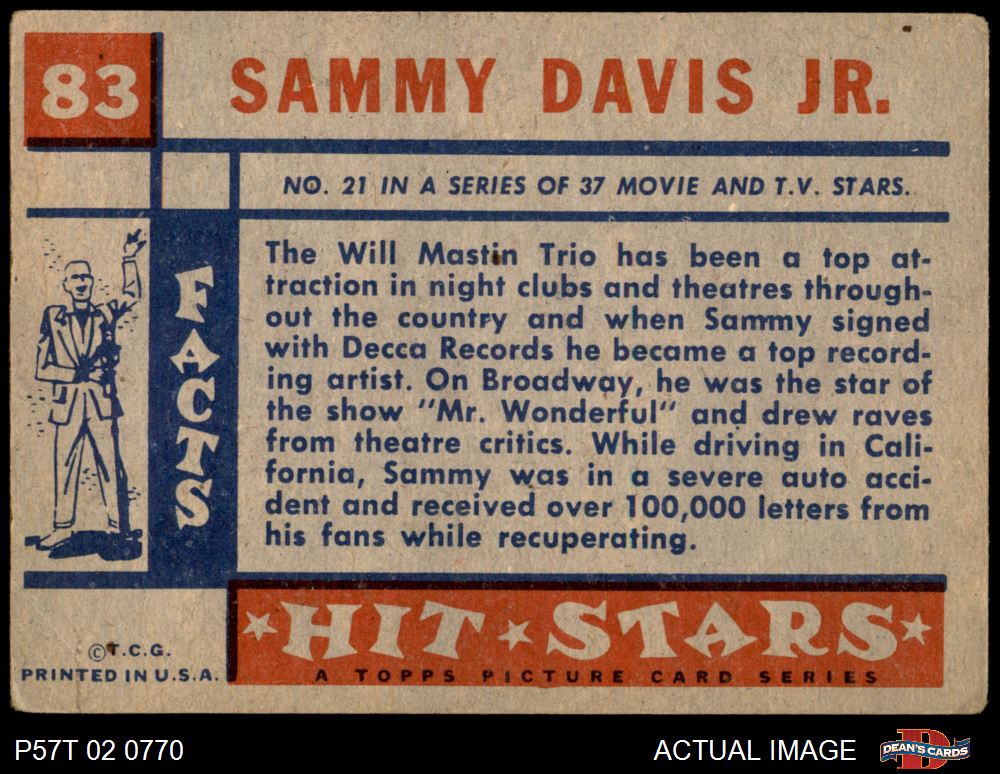 83
SAMMY DAVIS JR.
NO. 21 IN A SERIES OF 37 MOVIE AND T.V. STARS.
FACTS
The Will Mastin Trio has been a top at-
traction in night clubs and theatres through-
out the country and when Sammy signed
with Decca Records he became a top record-
ing artist. On Broadway, he was the star of
the show "Mr. Wonderful" and drew raves
from theatre critics. While driving in Cali-
fornia, Sammy was in a severe auto acci-
dent and received over 100,000 letters from
his fans while recuperating.
©T.C.G.
PRINTED IN U.S.A.
HIT STARS
A TOPPS PICTURE CARD SERIES
P57T 02 0770
ACTUAL IMAGE
DEAN'S CARDS